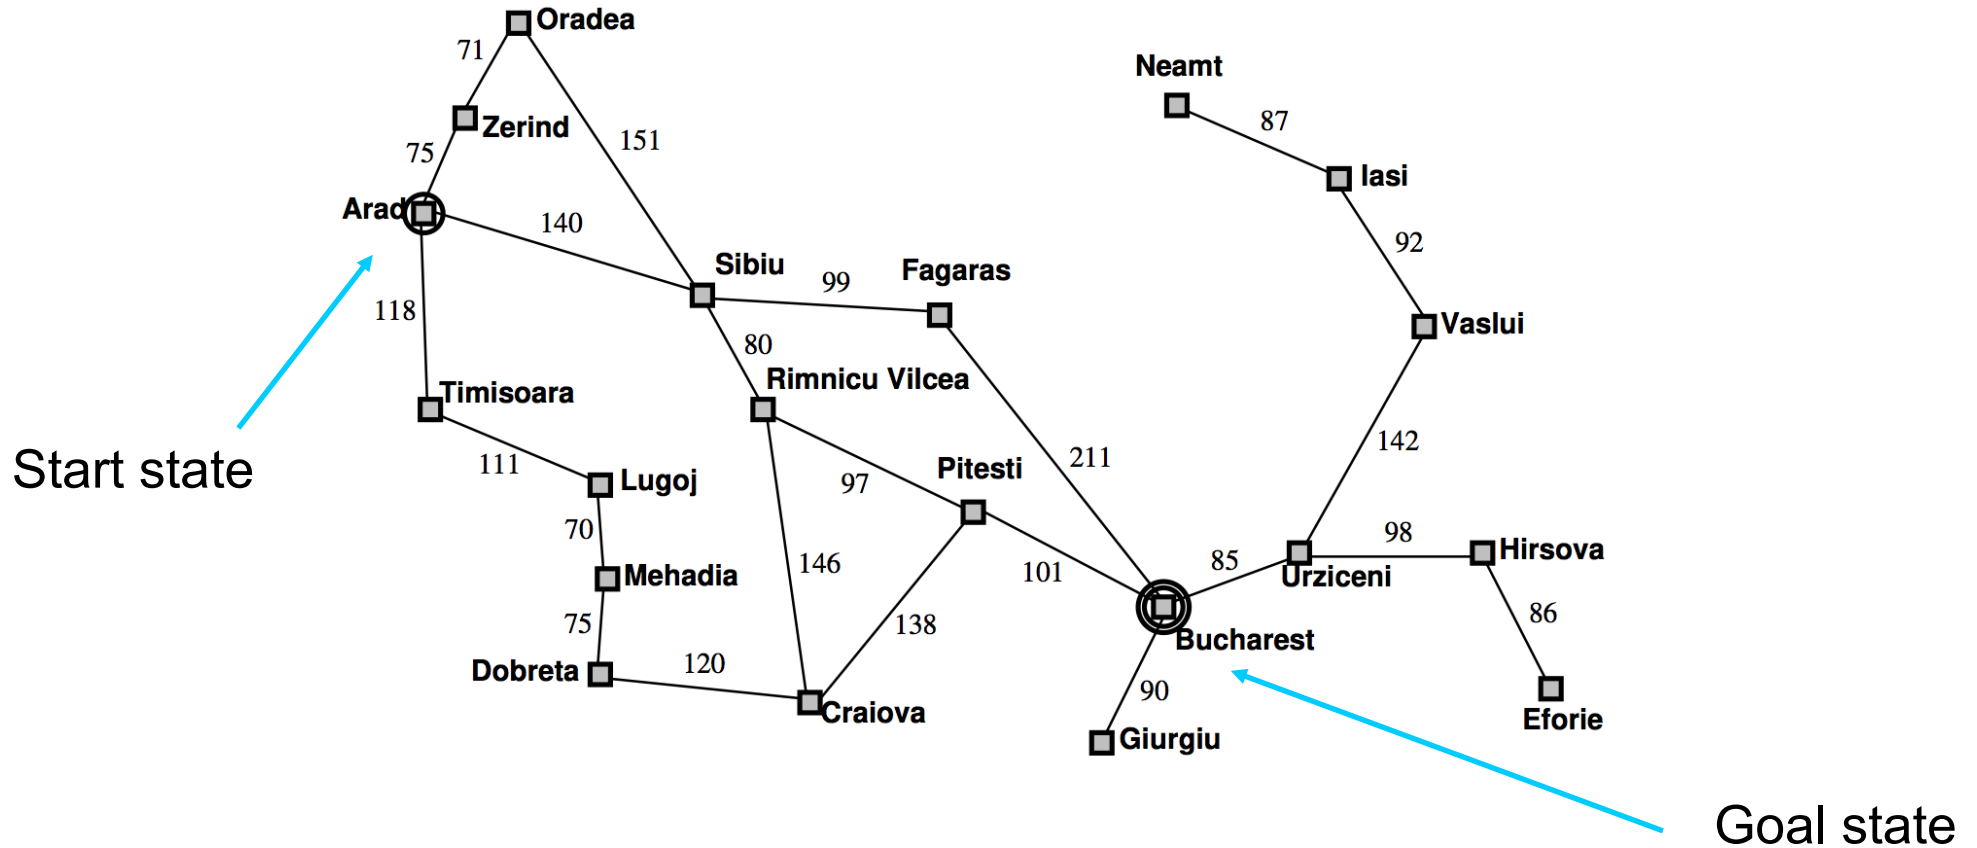 Oradea
71
Neamt
87
Zerind
151
75
Iasi
Arad
140
92
Sibiu
Fagaras
99
118
Vaslui
80
Rimnicu Vilcea
Timisoara
142
211
Start state
111
Pitesti
Lugoj
97
70
98
Hirsova
146
101
85
Urziceni
Mehadia
86
75
138
Bucharest
120
Dobreta
90
Craiova
Eforie
Giurgiu
Goal state